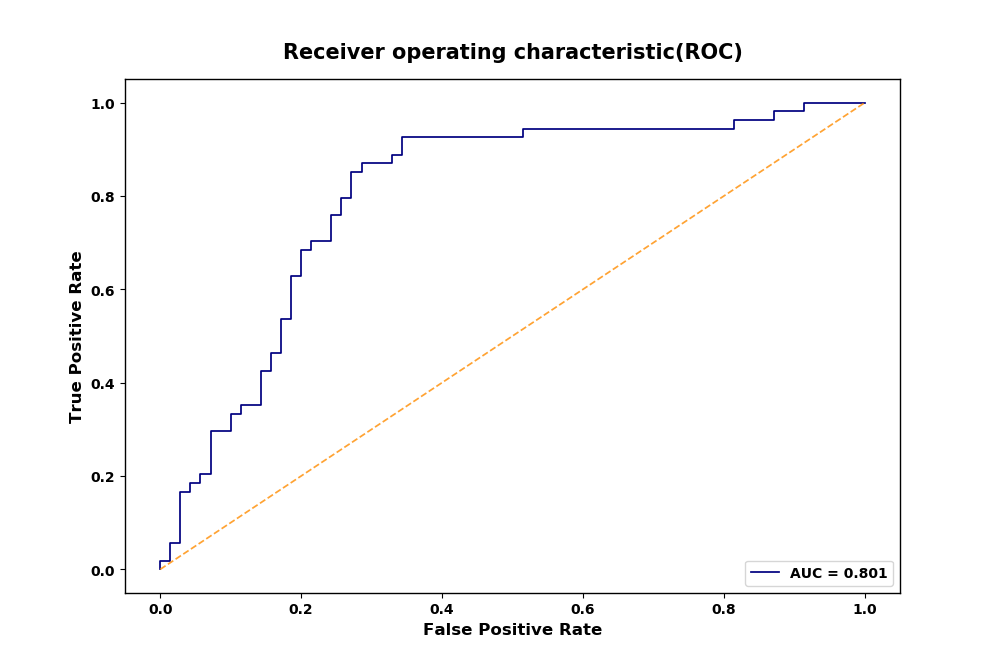 Receiver operating characteristic(ROC)
1.0
0.8
0.6
0.4
0.2
0.0
True Positive Rate
AUC = 0.801
0.0 0.2 0.4 0.6 0.8 1.0
False Positive Rate